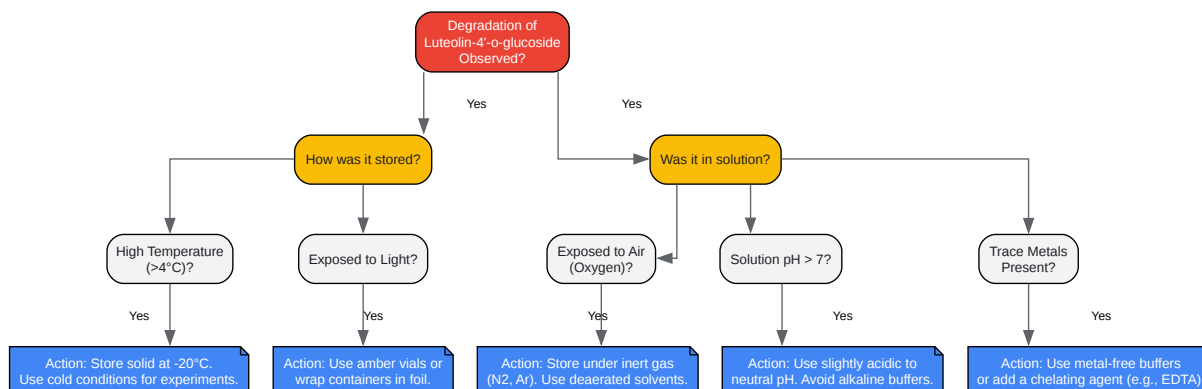 Degradation of
Luteolin-4'-o-glucoside
Observed?
Yes
Yes
How was it stored?
Was it in solution?
High Temperature
(>4°C)?
Exposed to Light?
Exposed to Air
(Oxygen)?
Solution pH > 7?
Trace Metals
Present?
Yes
Yes
Yes
Yes
Yes
Action: Store solid at -20°C.
Use cold conditions for experiments.
Action: Use amber vials or
wrap containers in foil.
Action: Store under inert gas
(N2, Ar). Use deaerated solvents.
Action: Use slightly acidic to
neutral pH. Avoid alkaline buffers.
Action: Use metal-free buffers
or add a chelating agent (e.g., EDTA